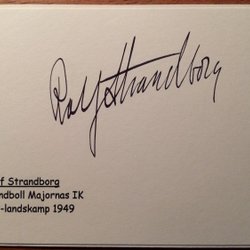 Rolf Strandborg
f Strandborg
ndboll Majornas IK
-landskamp 1949